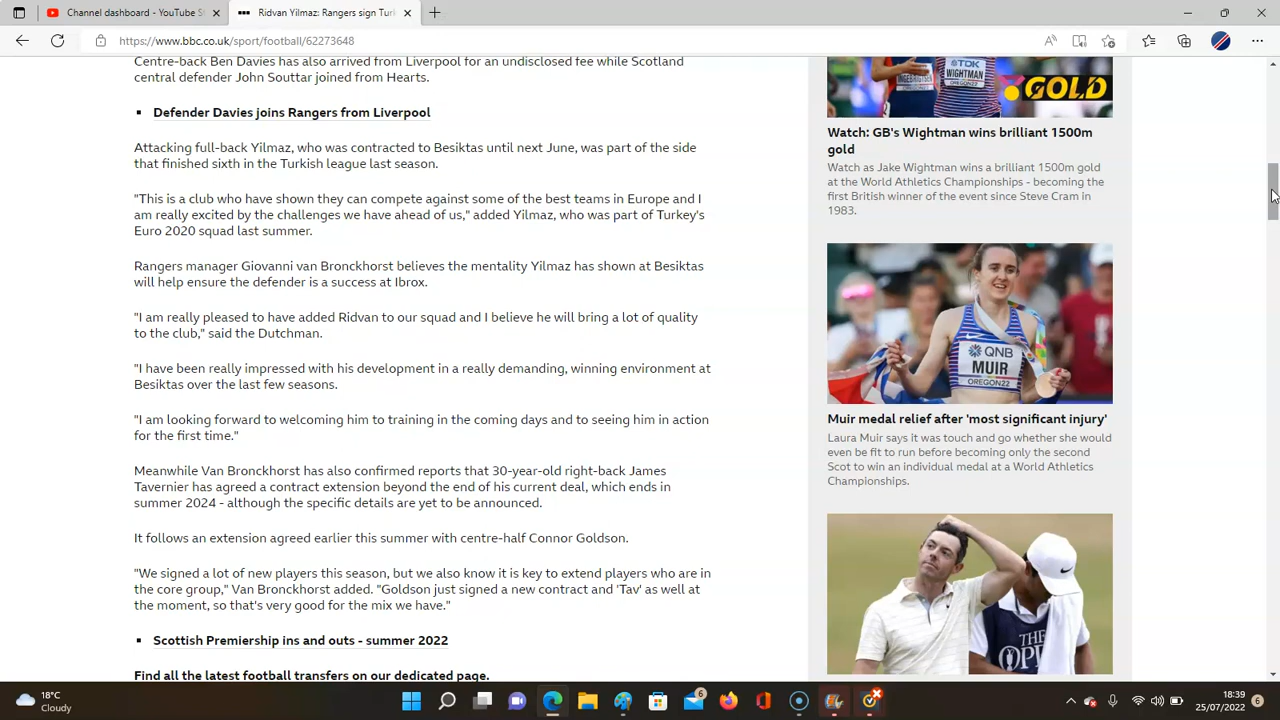 Channel dashboard - YouTube S
Ridvan Yilmaz: Rangers sign Turk
https://www.bbc.co.uk/sport/football/62273648
Centre-back Ben Davies has also arrived from Liverpool for an undisclosed fee while Scotland
central defender John Souttar joined from Hearts.
Defender Davies joins Rangers from Liverpool
Attacking full-back Yilmaz, who was contracted to Besiktas until next June, was part of the side
that finished sixth in the Turkish league last season.
"This is a club who have shown they can compete against some of the best teams in Europe and I
am really excited by the challenges we have ahead of us," added Yilmaz, who was part of Turkey's
Euro 2020 squad last summer.
Rangers manager Giovanni van Bronckhorst believes the mentality Yilmaz has shown at Besiktas
will help ensure the defender is a success at Ibrox.
"I am really pleased to have added Ridvan to our squad and I believe he will bring a lot of quality
to the club," said the Dutchman.
"I have been really impressed with his development in a really demanding, winning environment at
Besiktas over the last few seasons.
"I am looking forward to welcoming him to training in the coming days and to seeing him in action
for the first time."
Meanwhile Van Bronckhorst has also confirmed reports that 30-year-old right-back James
Tavernier has agreed a contract extension beyond the end of his current deal, which ends in
summer 2024 - although the specific details are yet to be announced.
It follows an extension agreed earlier this summer with centre-half Connor Goldson.
"We signed a lot of new players this season, but we also know it is key to extend players who are in
the core group," Van Bronckhorst added. "Goldson just signed a new contract and 'Tav' as well at
the moment, so that's very good for the mix we have."
Scottish Premiership ins and outs - summer 2022
Find all the latest football transfers on our dedicated page.
TDK
WIGHTMAN
OREGON22
GOLD
Watch: GB's Wightman wins brilliant 1500m
gold
Watch as Jake Wightman wins a brilliant 1500m gold
at the World Athletics Championships - becoming the
first British winner of the event since Steve Cram in
1983.
QNB
MUIR
OREGON22
Muir medal relief after 'most significant injury'
Laura Muir says it was touch and go whether she would
even be fit to run before becoming only the second
Scot to win an individual medal at a World Athletics
Championships.
THE
OPEN
18°C
Cloudy
6
18:39
25/07/2022
6